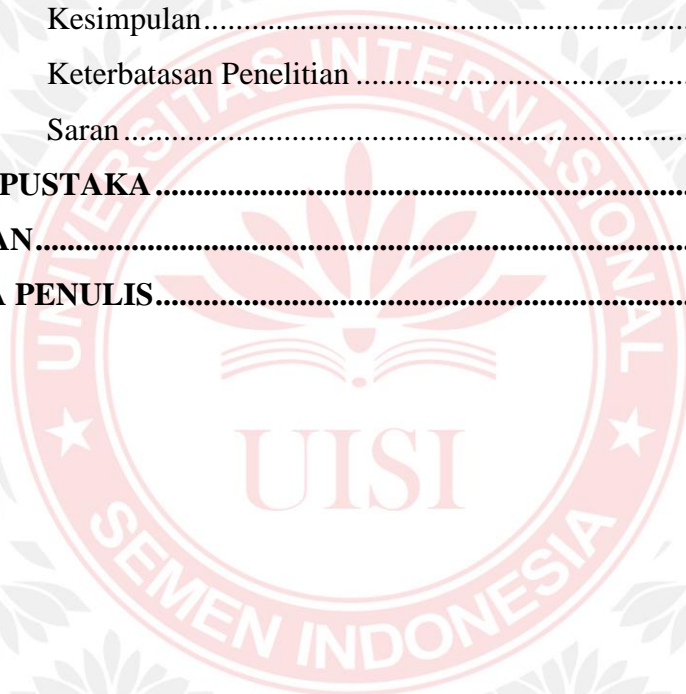 Kesimpulan................................................................
Keterbatasan Penelitian ................................................
Saran..........................................................................
PUSTAKA......................................................................
AN................................................................................
A PENULIS......................................................................
UNIVERSITAS INTERNASIONAL
UISI
SEMEN INDONESIA